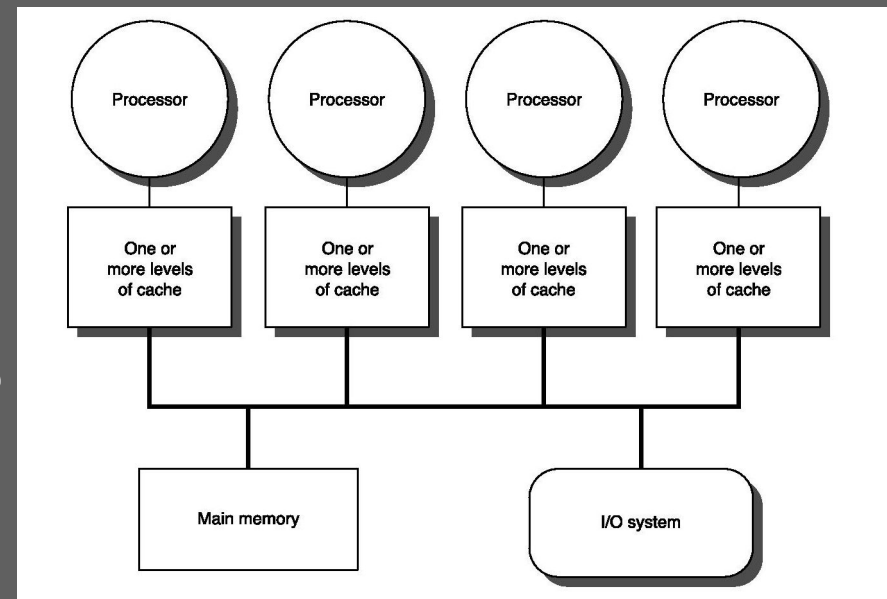 Processor
Processor
Processor
Processor
One or
more levels
of cache
One or
more levels
of cache
One or
more levels
of cache
One or
more levels
of cache
Main memory
I/O system